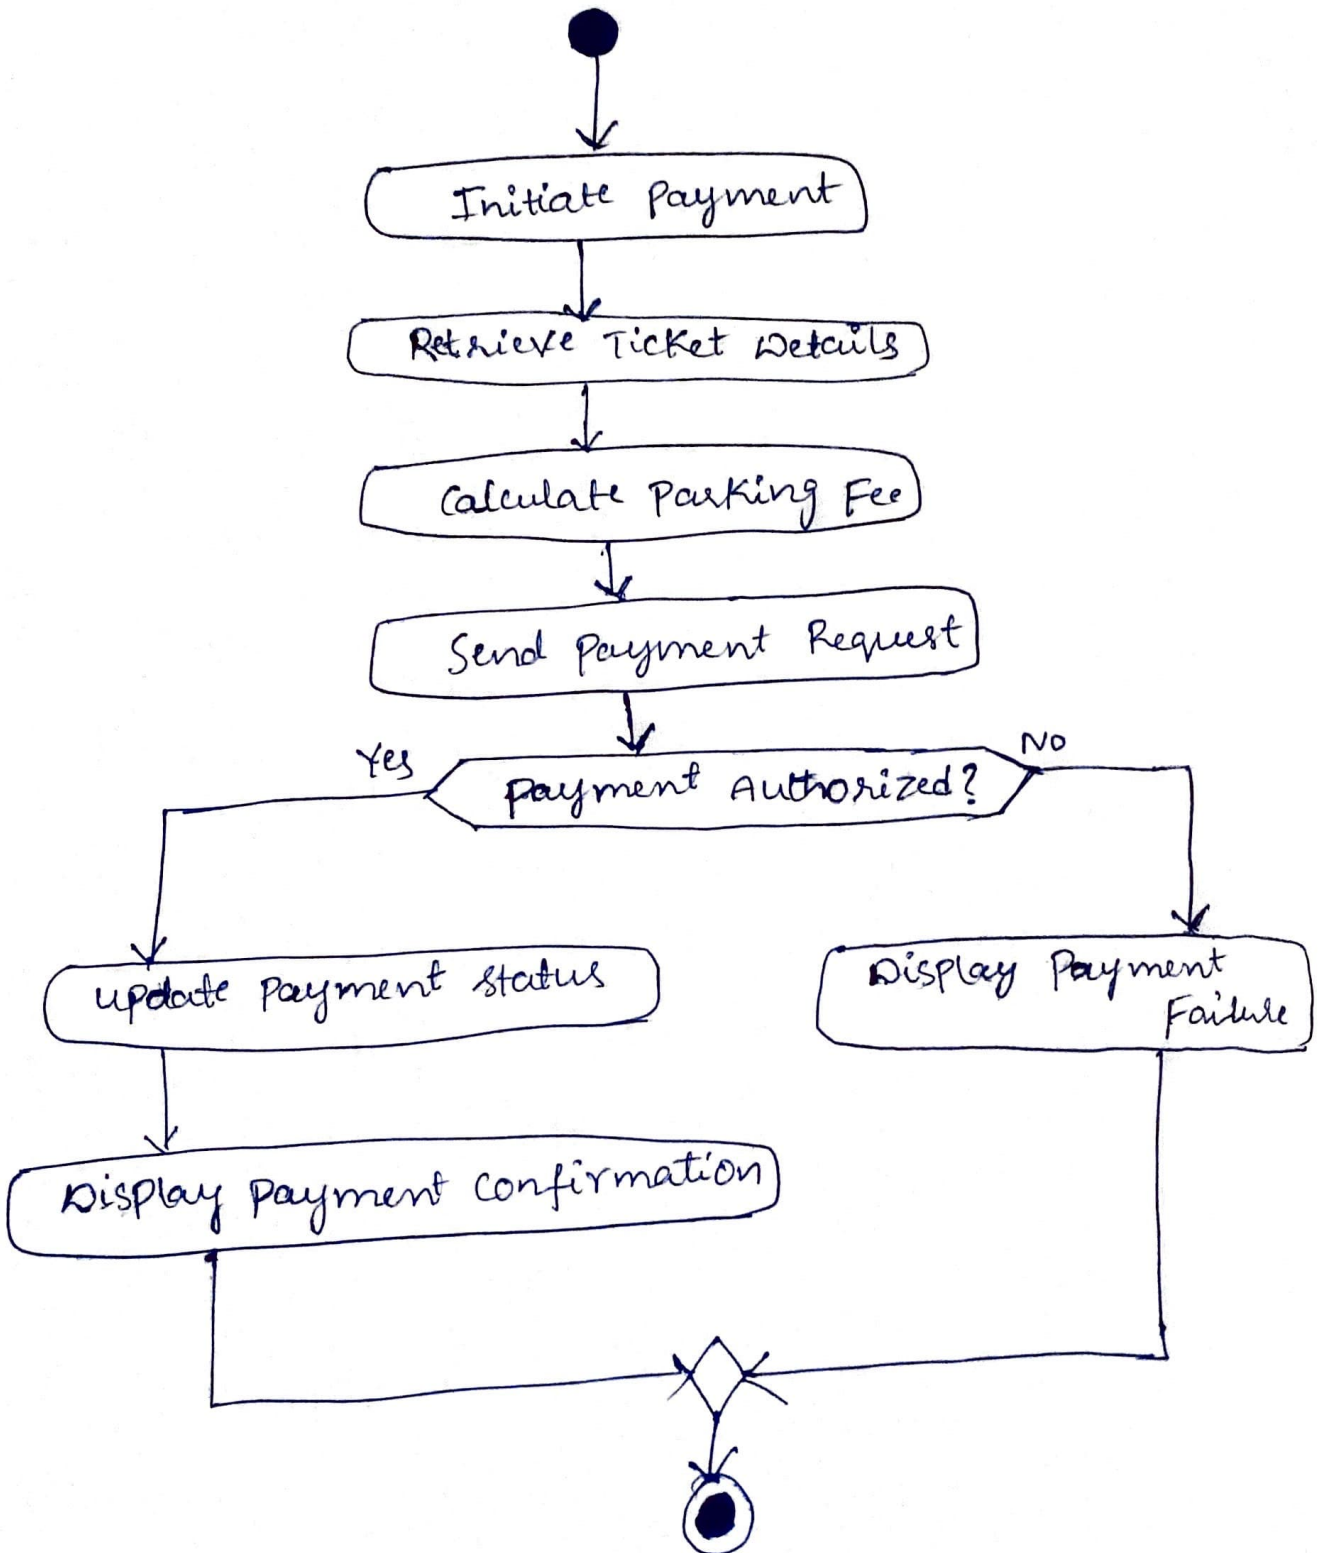 Initiate Payment
Retrieve Ticket Details
Calculate Parking Fee
Send Payment Request
Yes
No
Payment Authorized?
Update Payment Status
Display Payment
Failure
Display Payment Confirmation